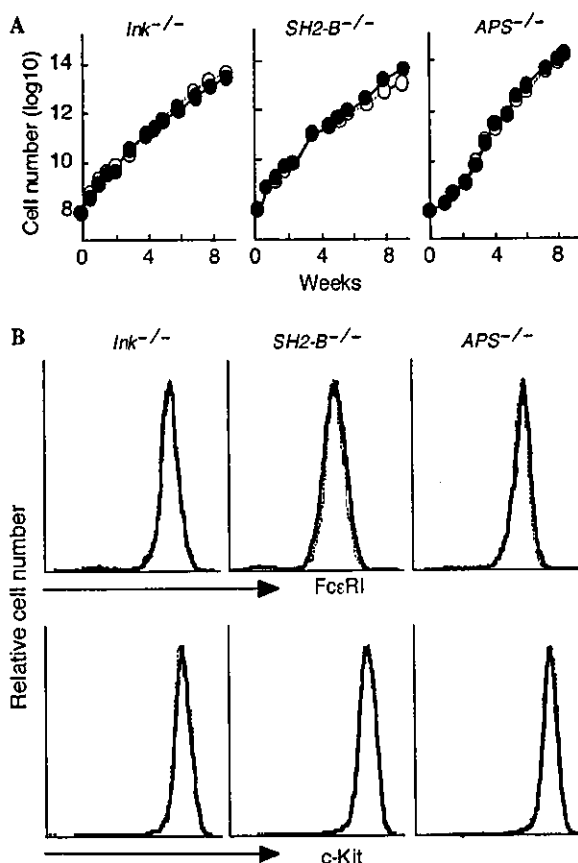 A
lnk-/-
SH2-B-/-
APS-/-
Cell number (log10)
14
12
10
8
0
4
8
0
4
8
0
4
8
Weeks
B
lnk-/-
SH2-B-/-
APS-/-
Relative cell number
FcεRI
c-Kit